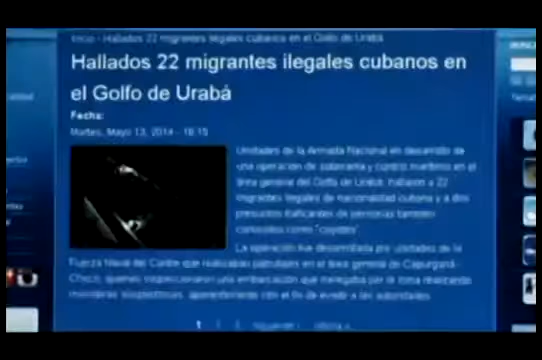 Inicio - Hallados 22 migrantes ilegales cubanos en el Golfo de Urabá
Hallados 22 migrantes ilegales cubanos en
el Golfo de Urabá
Fecha:
Martes, Mayo 13, 2014 - 16:15
Unidades de la Armada Nacional en desarrollo de
una operación de soberanía y control marítimo en el
área general del Golfo de Urabá, hallaron a 22
migrantes ilegales de nacionalidad cubana y a dos
presuntos traficantes de personas también
conocidos como "coyotes".
La operación fue desarrollada por unidades de la
Fuerza Naval del Caribe que realizaban patrullajes en el área general de Capurganá-
Chocó, quienes inspeccionaron una embarcación que navegaba por la zona realizando
maniobras sospechosas, aparentemente con el fin de evadir a las autoridades.
1 2 3